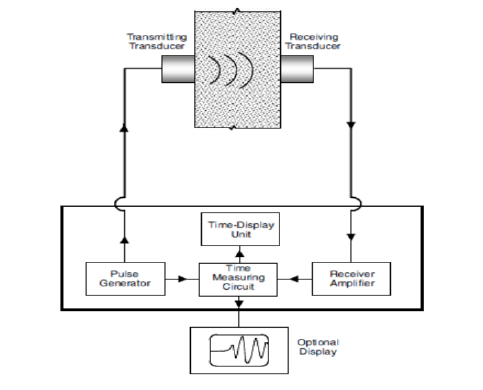 Transmitting
Transducer
Receiving
Transducer
Time-Display
Unit
Pulse
Generator
Time
Measuring
Circuit
Receiver
Amplifier
Optional
Display